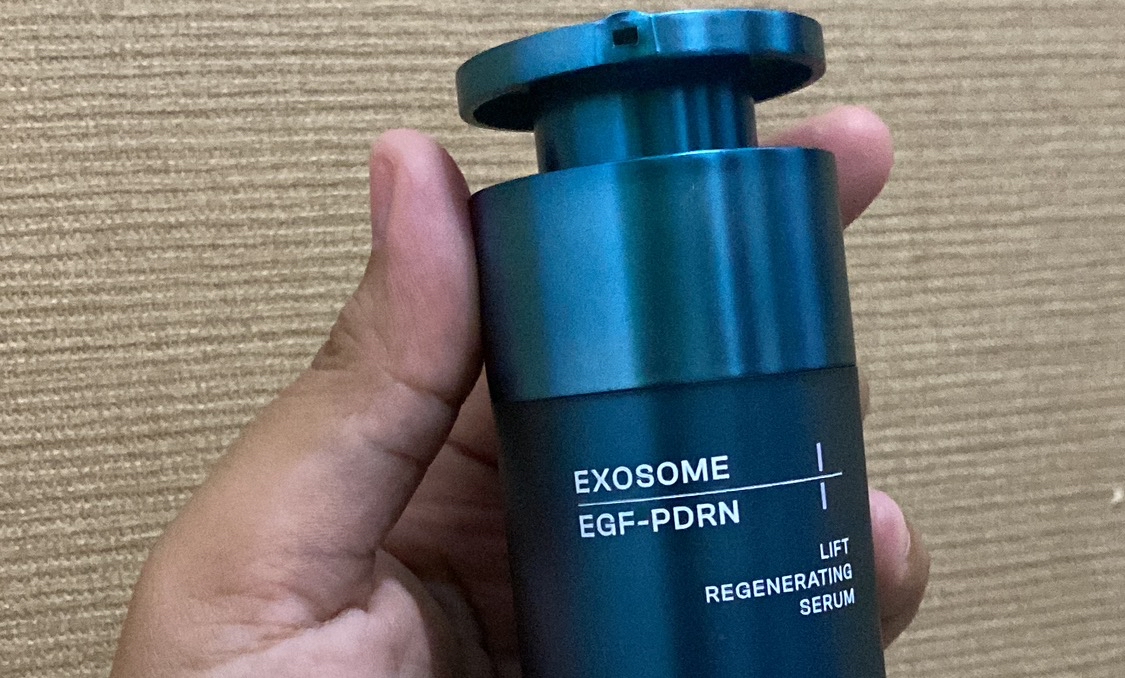 EXOSOME
EGF-PDRN
LIFT
REGENERATING
SERUM